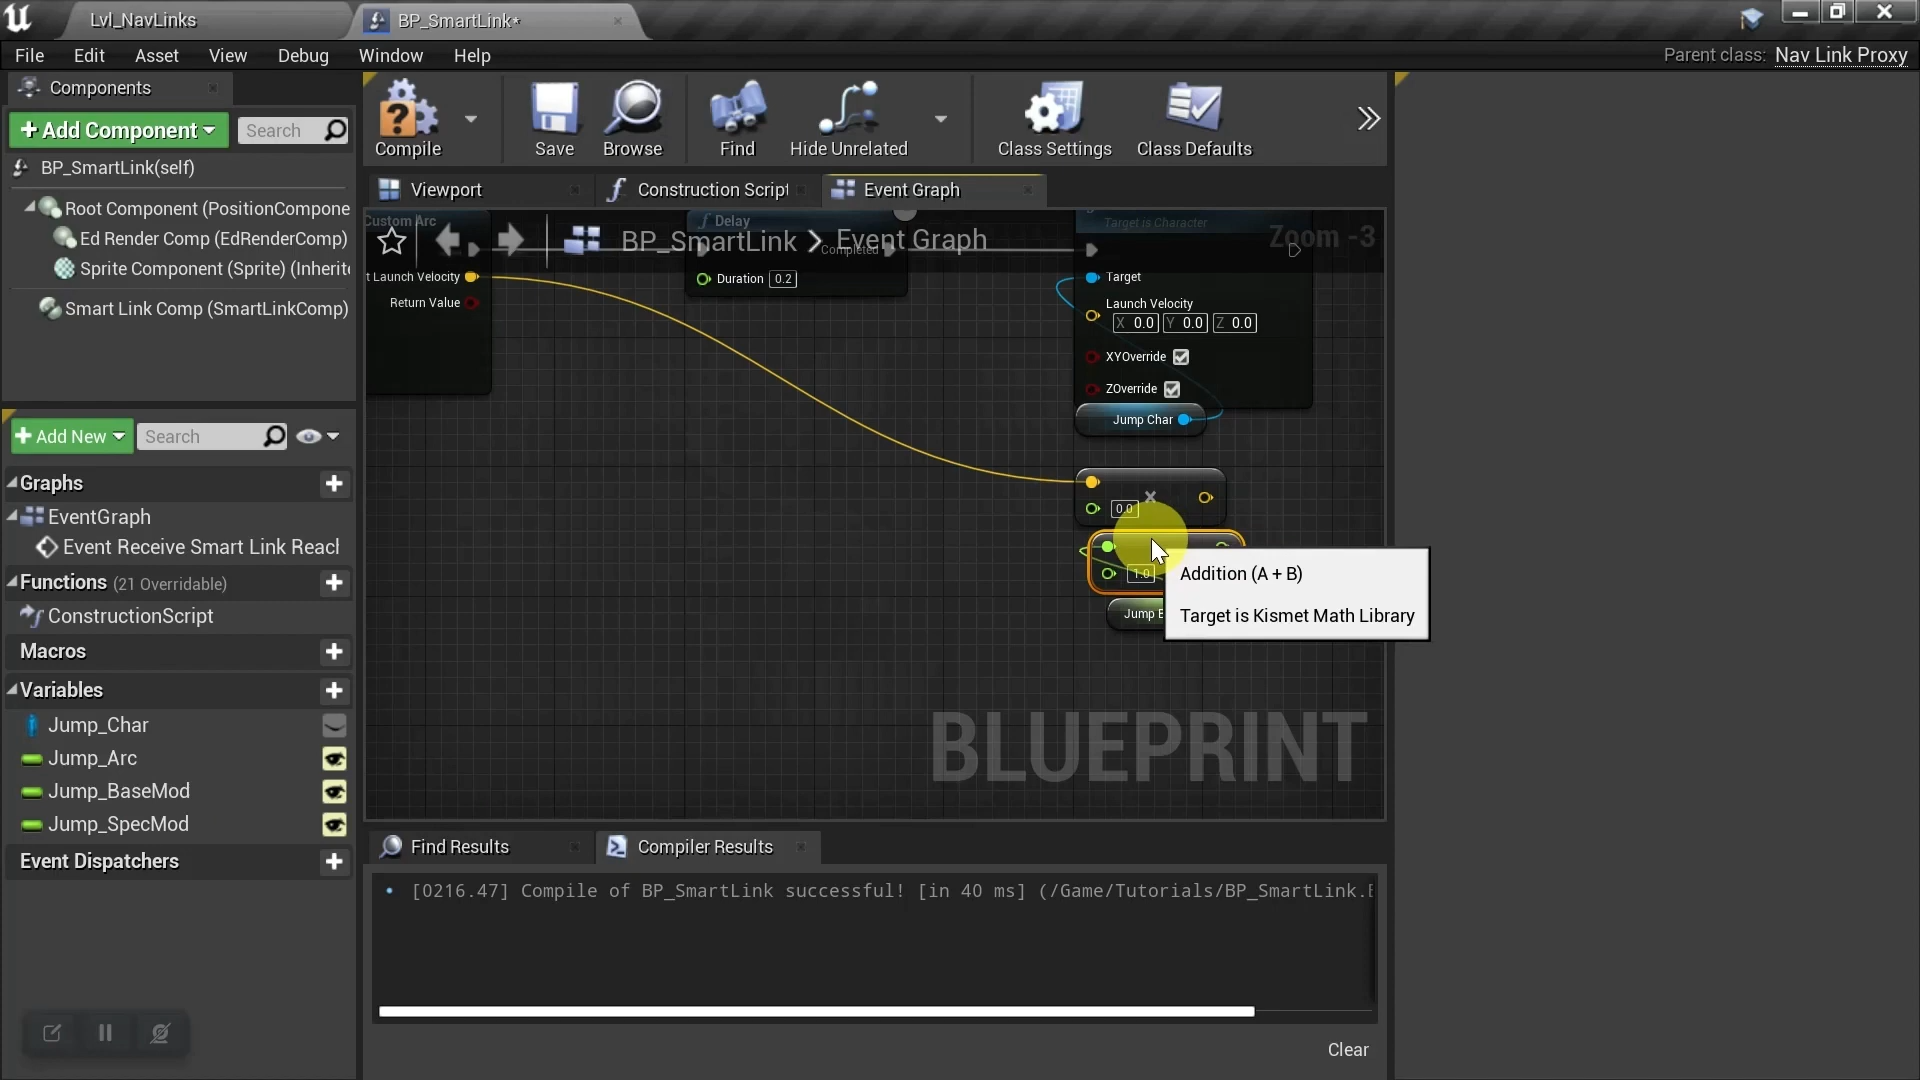 Lvl_NavLinks
BP_SmartLink*
File
Edit
Asset
View
Debug
Window
Help
Parent class:
Nav Link Proxy
Components
Add Component
Search
BP_SmartLink(self)
Root Component (PositionCompone
Ed Render Comp (EdRenderComp)
Sprite Component (Sprite) (Inherite
Smart Link Comp (SmartLinkComp)
Compile
Save
Browse
Find
Hide Unrelated
Class Settings
Class Defaults
Viewport
Construction Script
Event Graph
Custom Arc
Delay
Target is Character
BP_SmartLink > Event Graph
Zoom -3
Completed
t Launch Velocity
Return Value
Duration 0.2
Target
Launch Velocity
X 0.0 Y 0.0 Z 0.0
XYOverride
ZOverride
Jump Char
0.0
1.0
Jump B
Addition (A + B)
Target is Kismet Math Library
BLUEPRINT
Add New
Search
Graphs
EventGraph
Event Receive Smart Link Reach
Functions (21 Overridable)
ConstructionScript
Macros
Variables
Jump_Char
Jump_Arc
Jump_BaseMod
Jump_SpecMod
Event Dispatchers
Find Results
Compiler Results
[0216.47] Compile of BP_SmartLink successful! [in 40 ms] (/Game/Tutorials/BP_SmartLink.B
Clear